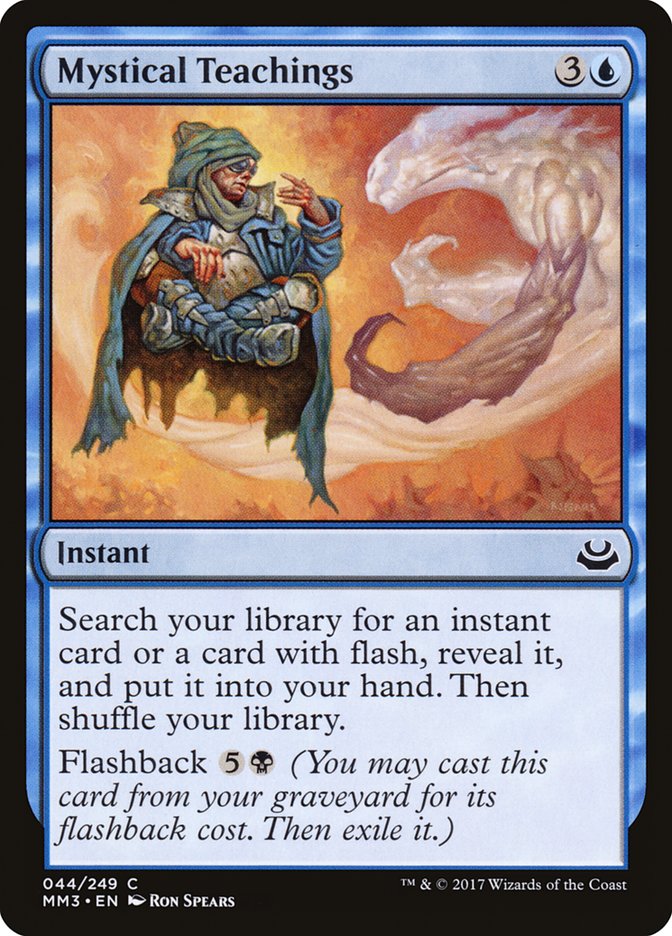 Mystical Teachings 3
Instant
Search your library for an instant
card or a card with flash, reveal it,
and put it into your hand. Then
shuffle your library.
Flashback 5 (You may cast this
card from your graveyard for its
flashback cost. Then exile it.)
044/249 C
MM3 • EN Ron Spears
™ & © 2017 Wizards of the Coast